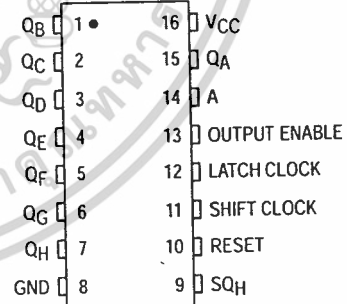 QB 1 16 VCC
QC 2 15 QA
QD 3 14 A
QE 4 13 OUTPUT ENABLE
QF 5 12 LATCH CLOCK
QG 6 11 SHIFT CLOCK
QH 7 10 RESET
GND 8 9 SQH